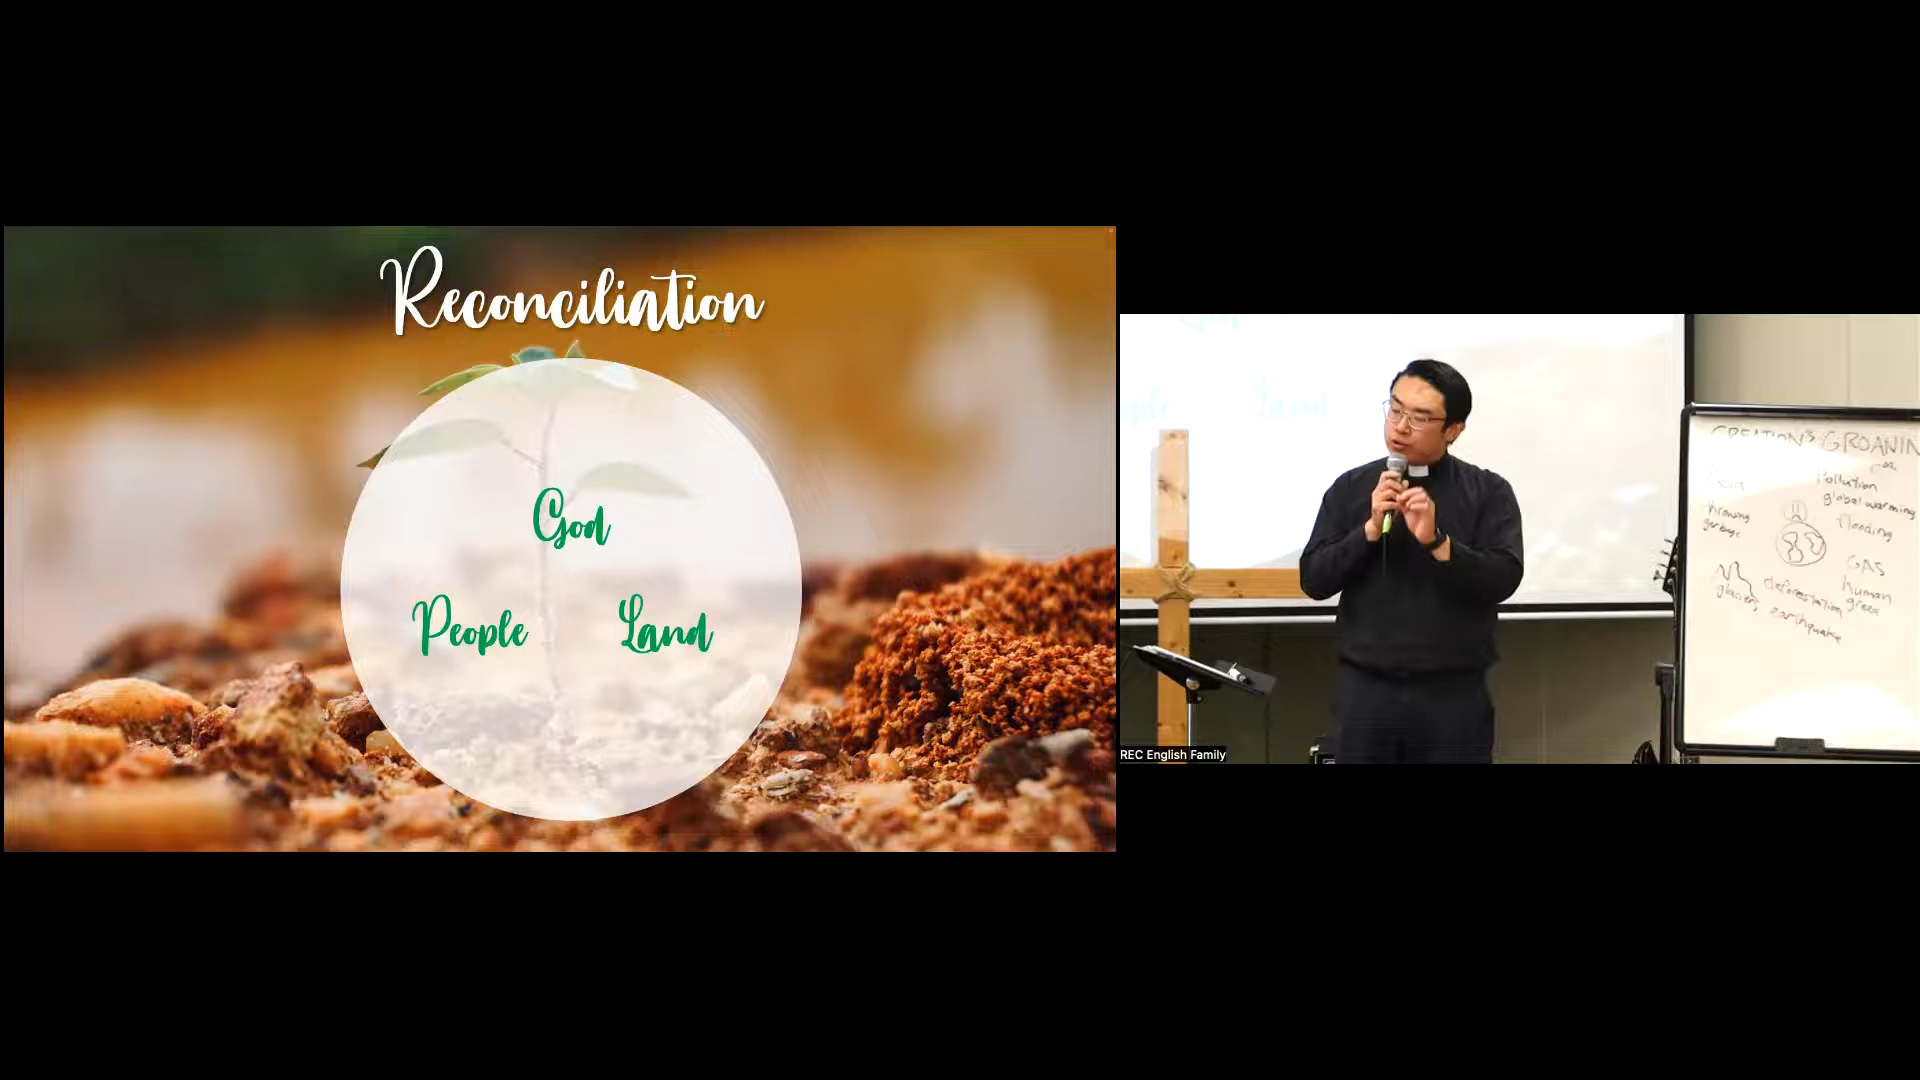 Reconciliation
God
People Land
REC English Family
CREATION'S GROANIN
Pollution
global warming
Throwing
garbage
flooding
GAS
human
greed
glaciers
deforestation
earthquake